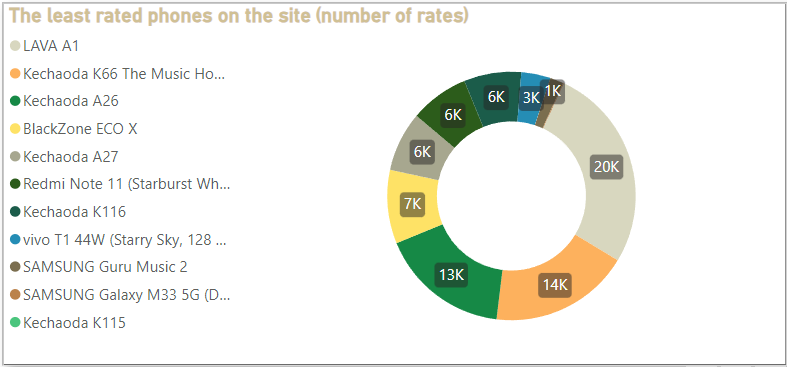 The least rated phones on the site (number of rates)
LAVA A1
Kechaoda K66 The Music Ho...
Kechaoda A26
BlackZone ECO X
Kechaoda A27
Redmi Note 11 (Starburst Wh...
Kechaoda K116
vivo T1 44W (Starry Sky, 128 ...
SAMSUNG Guru Music 2
SAMSUNG Galaxy M33 5G (D...
Kechaoda K115
1K
3K
6K
6K
20K
6K
7K
13K
14K